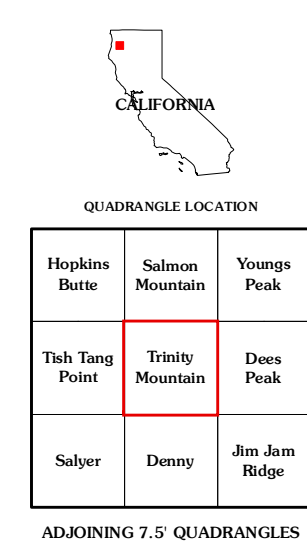 CALIFORNIA
QUADRANGLE LOCATION
Hopkins
Butte
Salmon
Mountain
Youngs
Peak
Tish Tang
Point
Trinity
Mountain
Dees
Peak
Salyer
Denny
Jim Jam
Ridge
ADJOINING 7.5' QUADRANGLES